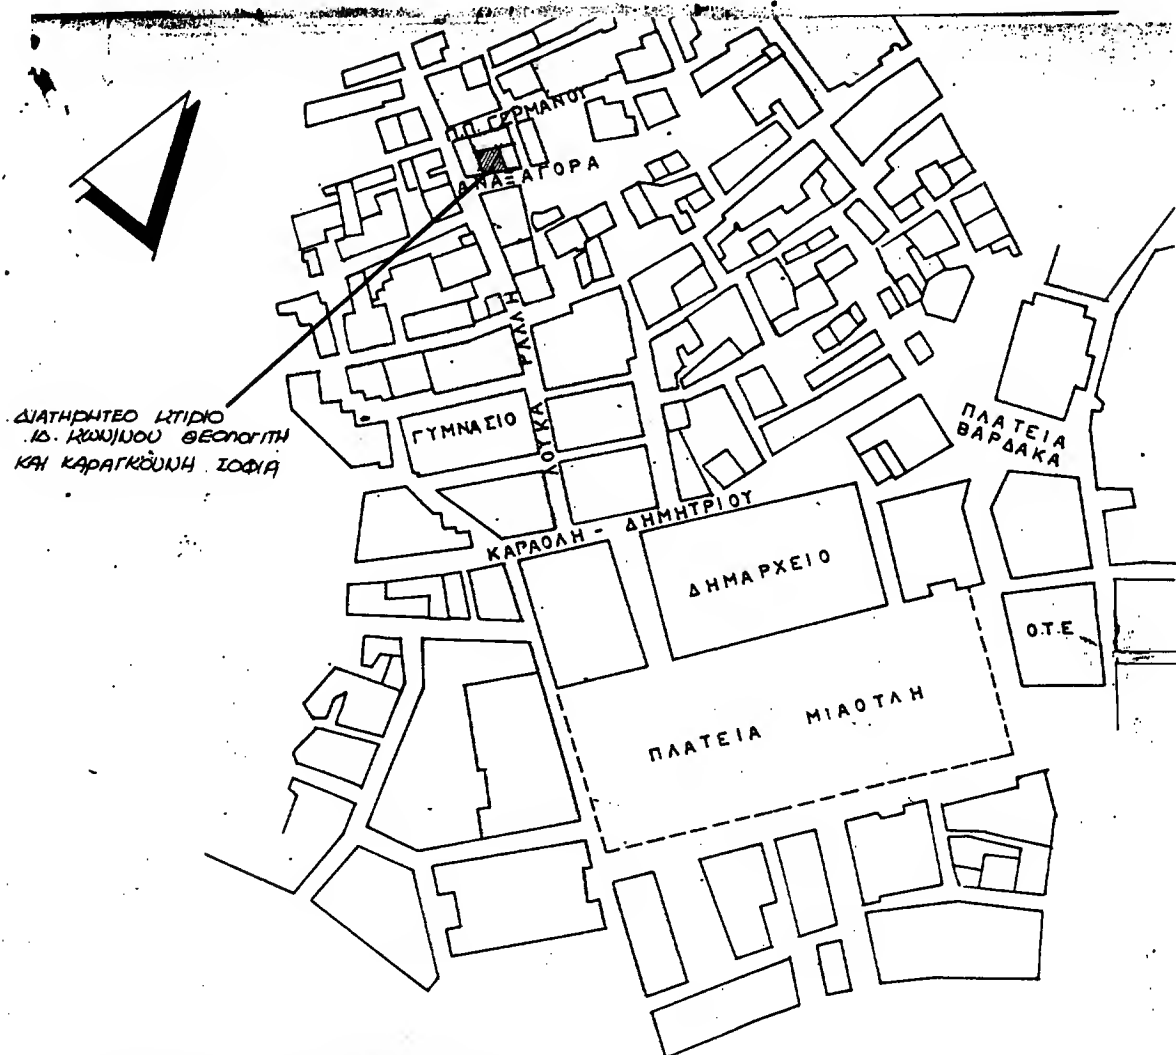 Π.Π. ΓΕΡΜΑΝΟΥ
ΑΝΑΞΑΓΟΡΑ
ΛΟΥΚΑ ΡΑΛΛΗ
ΔΙΑΤΗΡΗΤΕΟ ΚΤΙΡΙΟ
ΙΔ. ΚΩΝ/ΝΟΥ ΘΕΟΛΟΓΙΤΗ
ΚΑΙ ΚΑΡΑΓΚΟΥΝΗ ΣΟΦΙΑ
ΓΥΜΝΑΣΙΟ
ΠΛΑΤΕΙΑ
ΒΑΡΔΑΚΑ
ΚΑΡΑΟΛΗ - ΔΗΜΗΤΡΙΟΥ
ΔΗΜΑΡΧΕΙΟ
Ο.Τ.Ε
ΠΛΑΤΕΙΑ ΜΙΑΟΥΛΗ